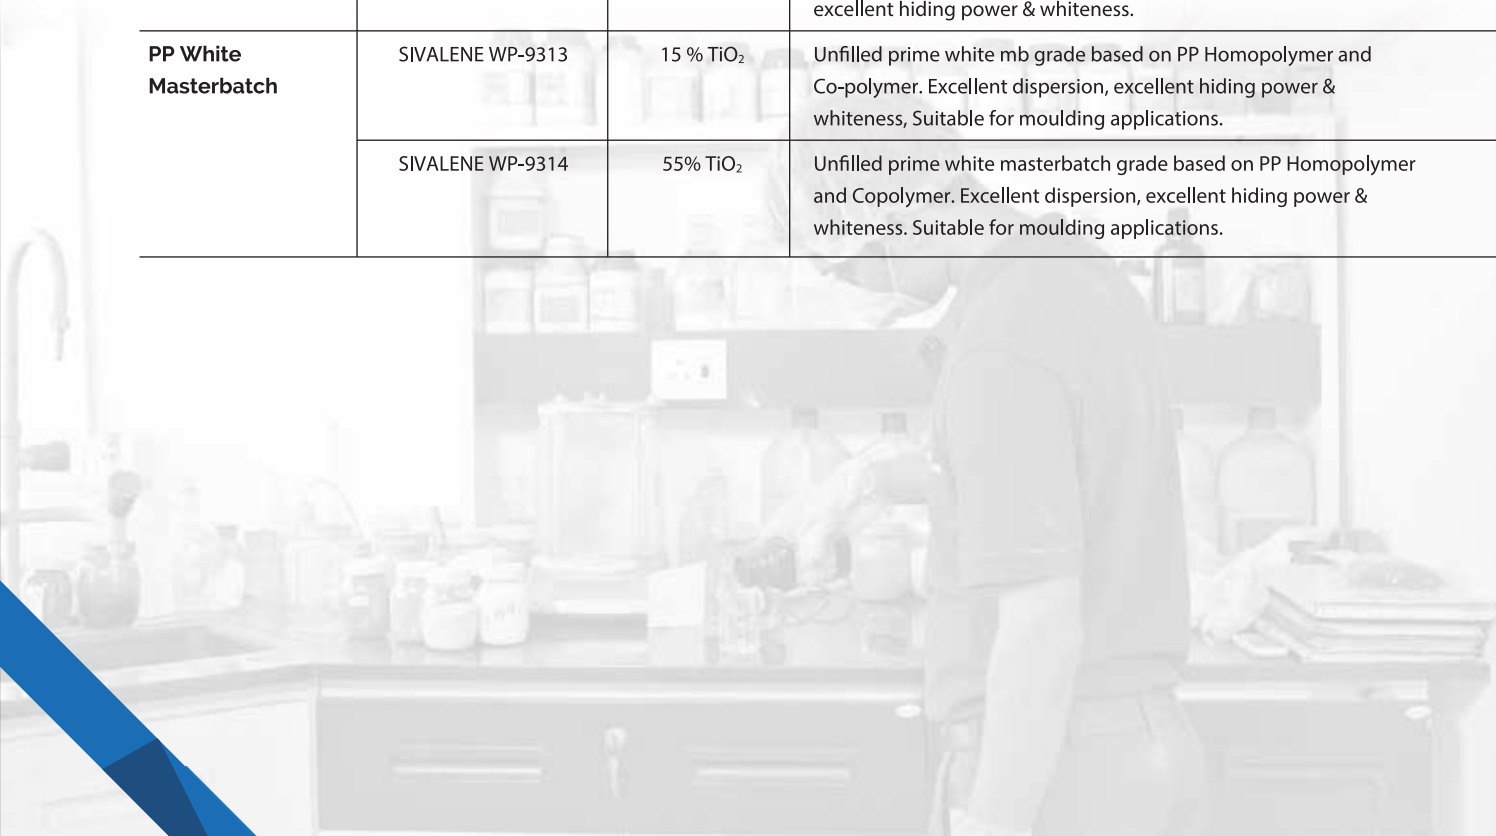 excellent hiding power & whiteness.
PP White
Masterbatch
SIVALENE WP-9313
15 % TiO₂
Unfilled prime white mb grade based on PP Homopolymer and
Co-polymer. Excellent dispersion, excellent hiding power &
whiteness, Suitable for moulding applications.
SIVALENE WP-9314
55% TiO₂
Unfilled prime white masterbatch grade based on PP Homopolymer
and Copolymer. Excellent dispersion, excellent hiding power &
whiteness. Suitable for moulding applications.